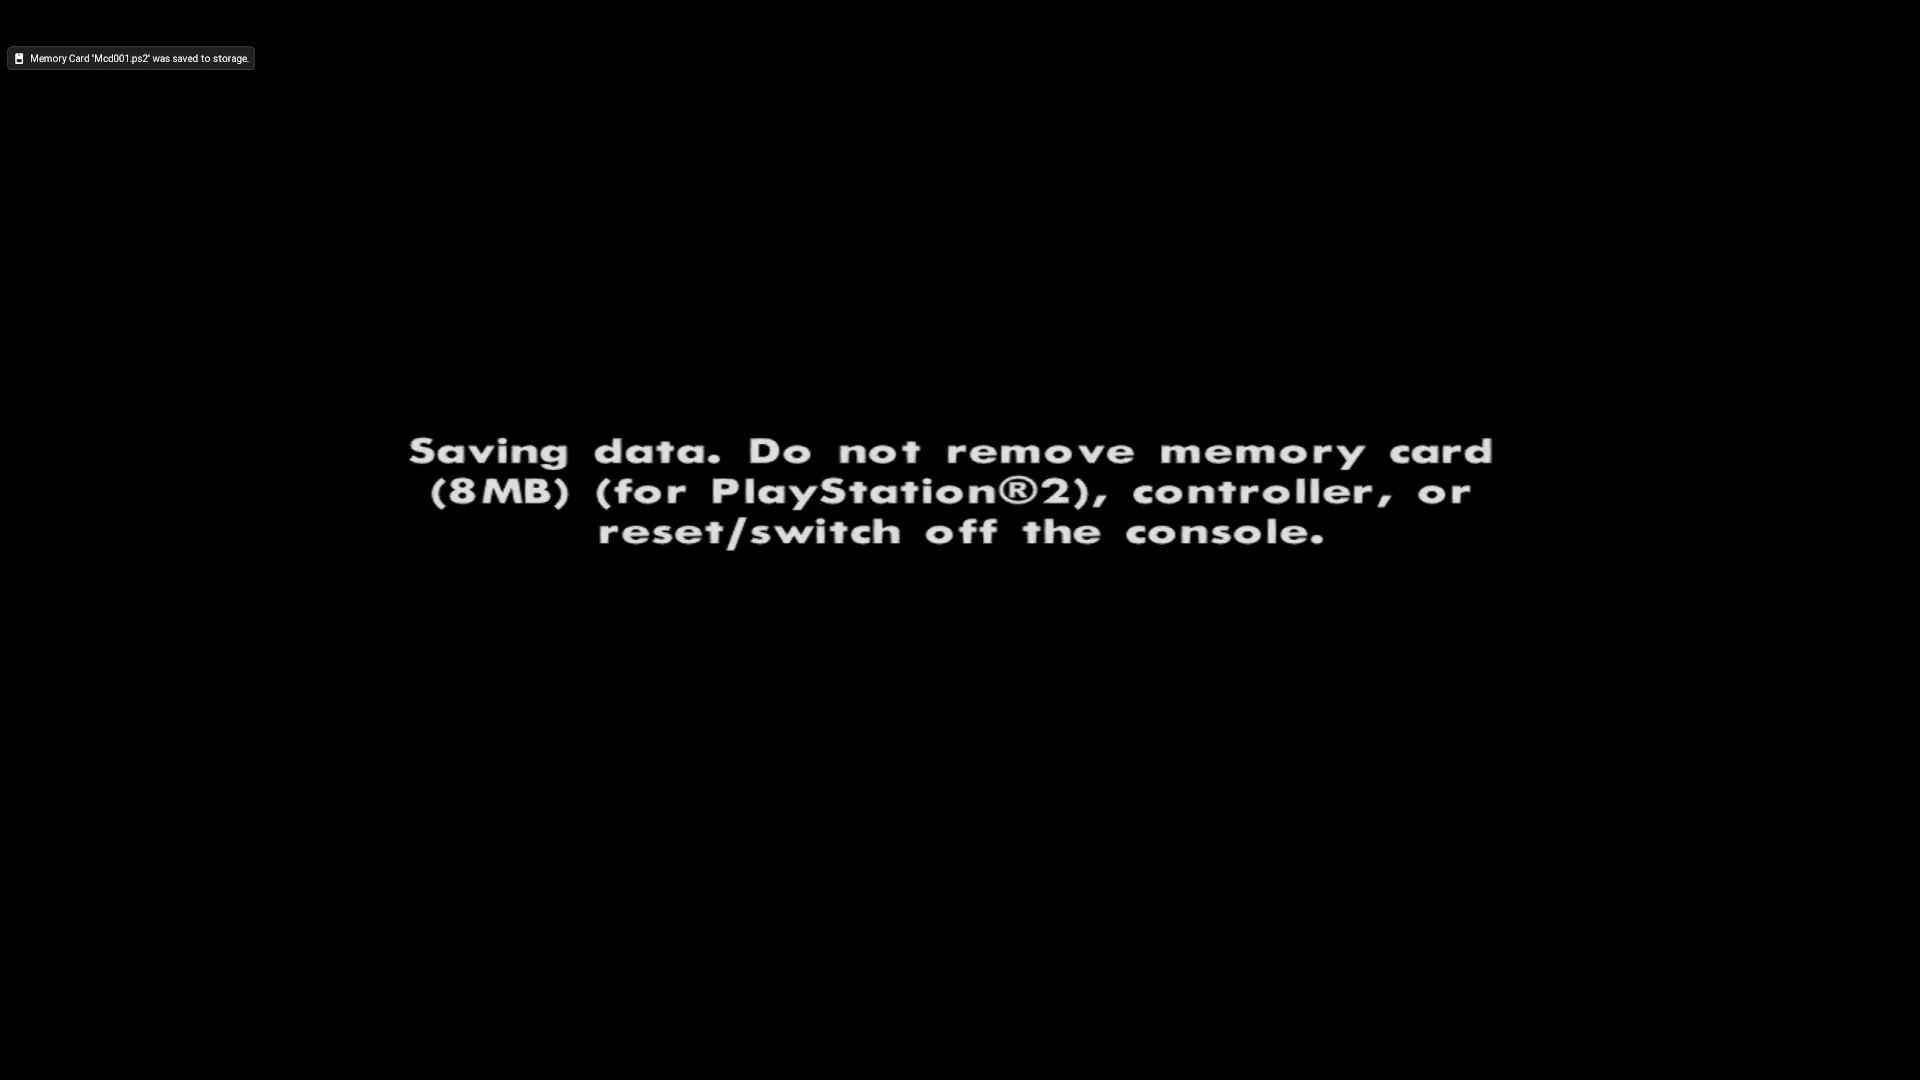 Memory Card 'Mcd001.ps2' was saved to storage.
Saving data. Do not remove memory card
(8MB) (for PlayStation®2), controller, or
reset/switch off the console.